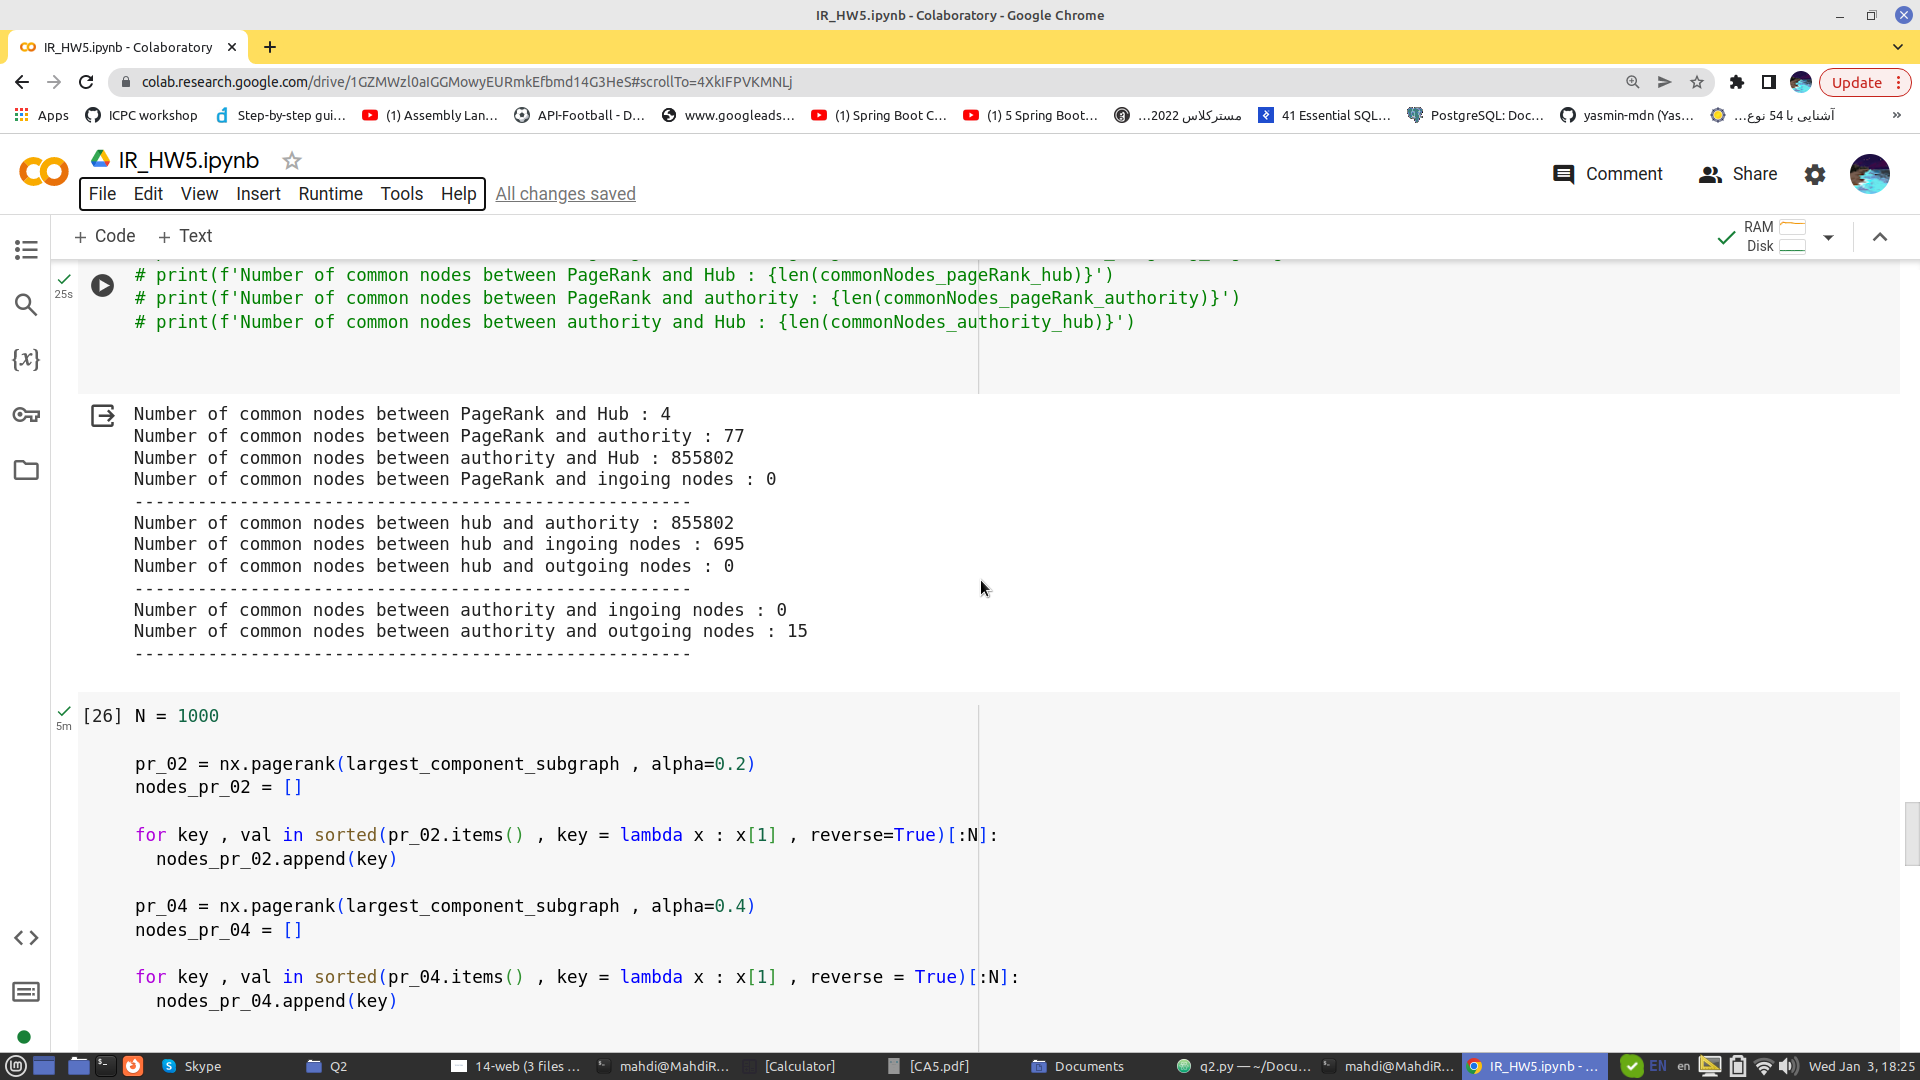 IR_HW5.ipynb - Colaboratory - Google Chrome
IR_HW5.ipynb - Colaboratory
colab.research.google.com/drive/1GZMWzl0aIGGMowyEURmkEfbmd14G3HeS#scrollTo=4XkIFPVKMNLj
Update
Apps
ICPC workshop
Step-by-step gui...
(1) Assembly Lan...
API-Football - D...
www.googleads...
(1) Spring Boot C...
(1) 5 Spring Boot...
مسترکلاس 2022...
41 Essential SQL...
PostgreSQL: Doc...
yasmin-mdn (Yas...
آشنایی با 54 نوع...
»
IR_HW5.ipynb
Comment
Share
File Edit View Insert Runtime Tools Help
All changes saved
+ Code + Text
RAM
Disk
25s
# print(f'Number of common nodes between PageRank and Hub : {len(commonNodes_pageRank_hub)}')
# print(f'Number of common nodes between PageRank and authority : {len(commonNodes_pageRank_authority)}')
# print(f'Number of common nodes between authority and Hub : {len(commonNodes_authority_hub)}')
Number of common nodes between PageRank and Hub : 4
Number of common nodes between PageRank and authority : 77
Number of common nodes between authority and Hub : 855802
Number of common nodes between PageRank and ingoing nodes : 0
-----------------------------------------------------
Number of common nodes between hub and authority : 855802
Number of common nodes between hub and ingoing nodes : 695
Number of common nodes between hub and outgoing nodes : 0
-----------------------------------------------------
Number of common nodes between authority and ingoing nodes : 0
Number of common nodes between authority and outgoing nodes : 15
-----------------------------------------------------
5m
[26] N = 1000
pr_02 = nx.pagerank(largest_component_subgraph , alpha=0.2)
nodes_pr_02 = []
for key , val in sorted(pr_02.items() , key = lambda x : x[1] , reverse=True)[:N]:
nodes_pr_02.append(key)
pr_04 = nx.pagerank(largest_component_subgraph , alpha=0.4)
nodes_pr_04 = []
for key , val in sorted(pr_04.items() , key = lambda x : x[1] , reverse = True)[:N]:
nodes_pr_04.append(key)
{x}
Skype
Q2
14-web (3 files ...
mahdi@MahdiR...
[Calculator]
[CA5.pdf]
Documents
q2.py — ~/Docu...
mahdi@MahdiR...
IR_HW5.ipynb - ...
EN
en
Wed Jan 3, 18:25